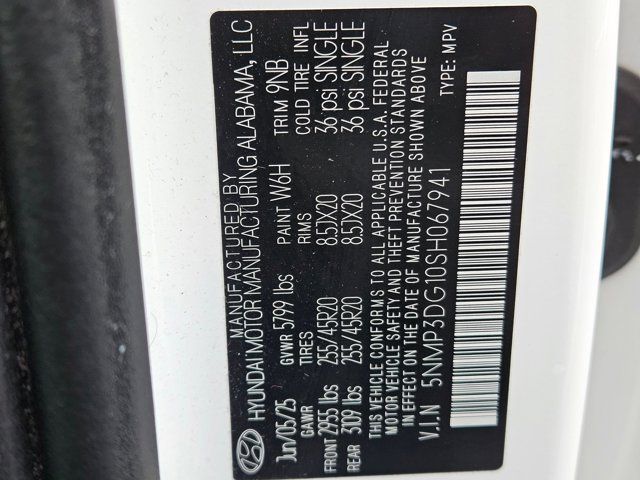 MANUFACTURED BY
HYUNDAI MOTOR MANUFACTURING ALABAMA, LLC
Jun/05/25 GVWR 5799 lbs PAINT W6H TRIM 9NB
GAWR TIRES RIMS COLD TIRE INFL
FRONT 2955 lbs 255/45R20 8.5JX20 36 psi SINGLE
REAR 3109 lbs 255/45R20 8.5JX20 36 psi SINGLE
THIS VEHICLE CONFORMS TO ALL APPLICABLE U.S.A. FEDERAL
MOTOR VEHICLE SAFETY AND THEFT PREVENTION STANDARDS
IN EFFECT ON DATE OF MANUFACTURE SHOWN ABOVE
V.I.N 5NMP3DG10SH067941 TYPE: MPV